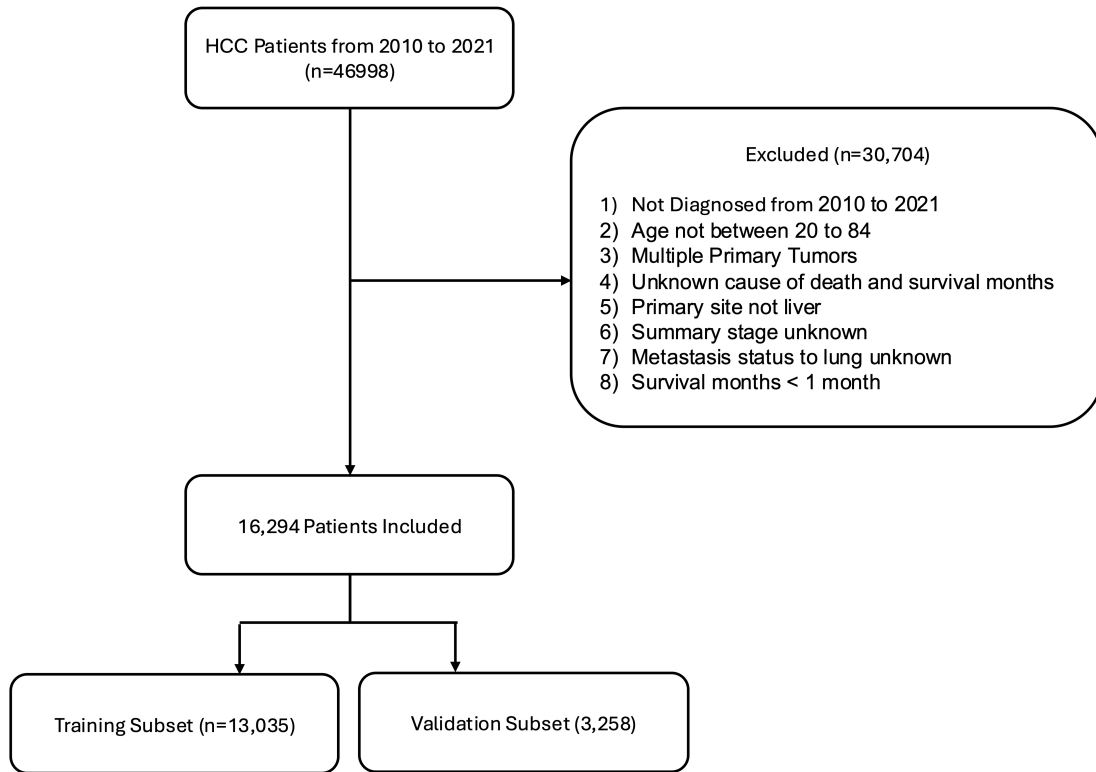 HCC Patients from 2010 to 2021
(n=46998)
Excluded (n=30,704)
1) Not Diagnosed from 2010 to 2021
2) Age not between 20 to 84
3) Multiple Primary Tumors
4) Unknown cause of death and survival months
5) Primary site not liver
6) Summary stage unknown
7) Metastasis status to lung unknown
8) Survival months < 1 month
16,294 Patients Included
Training Subset (n=13,035)
Validation Subset (3,258)